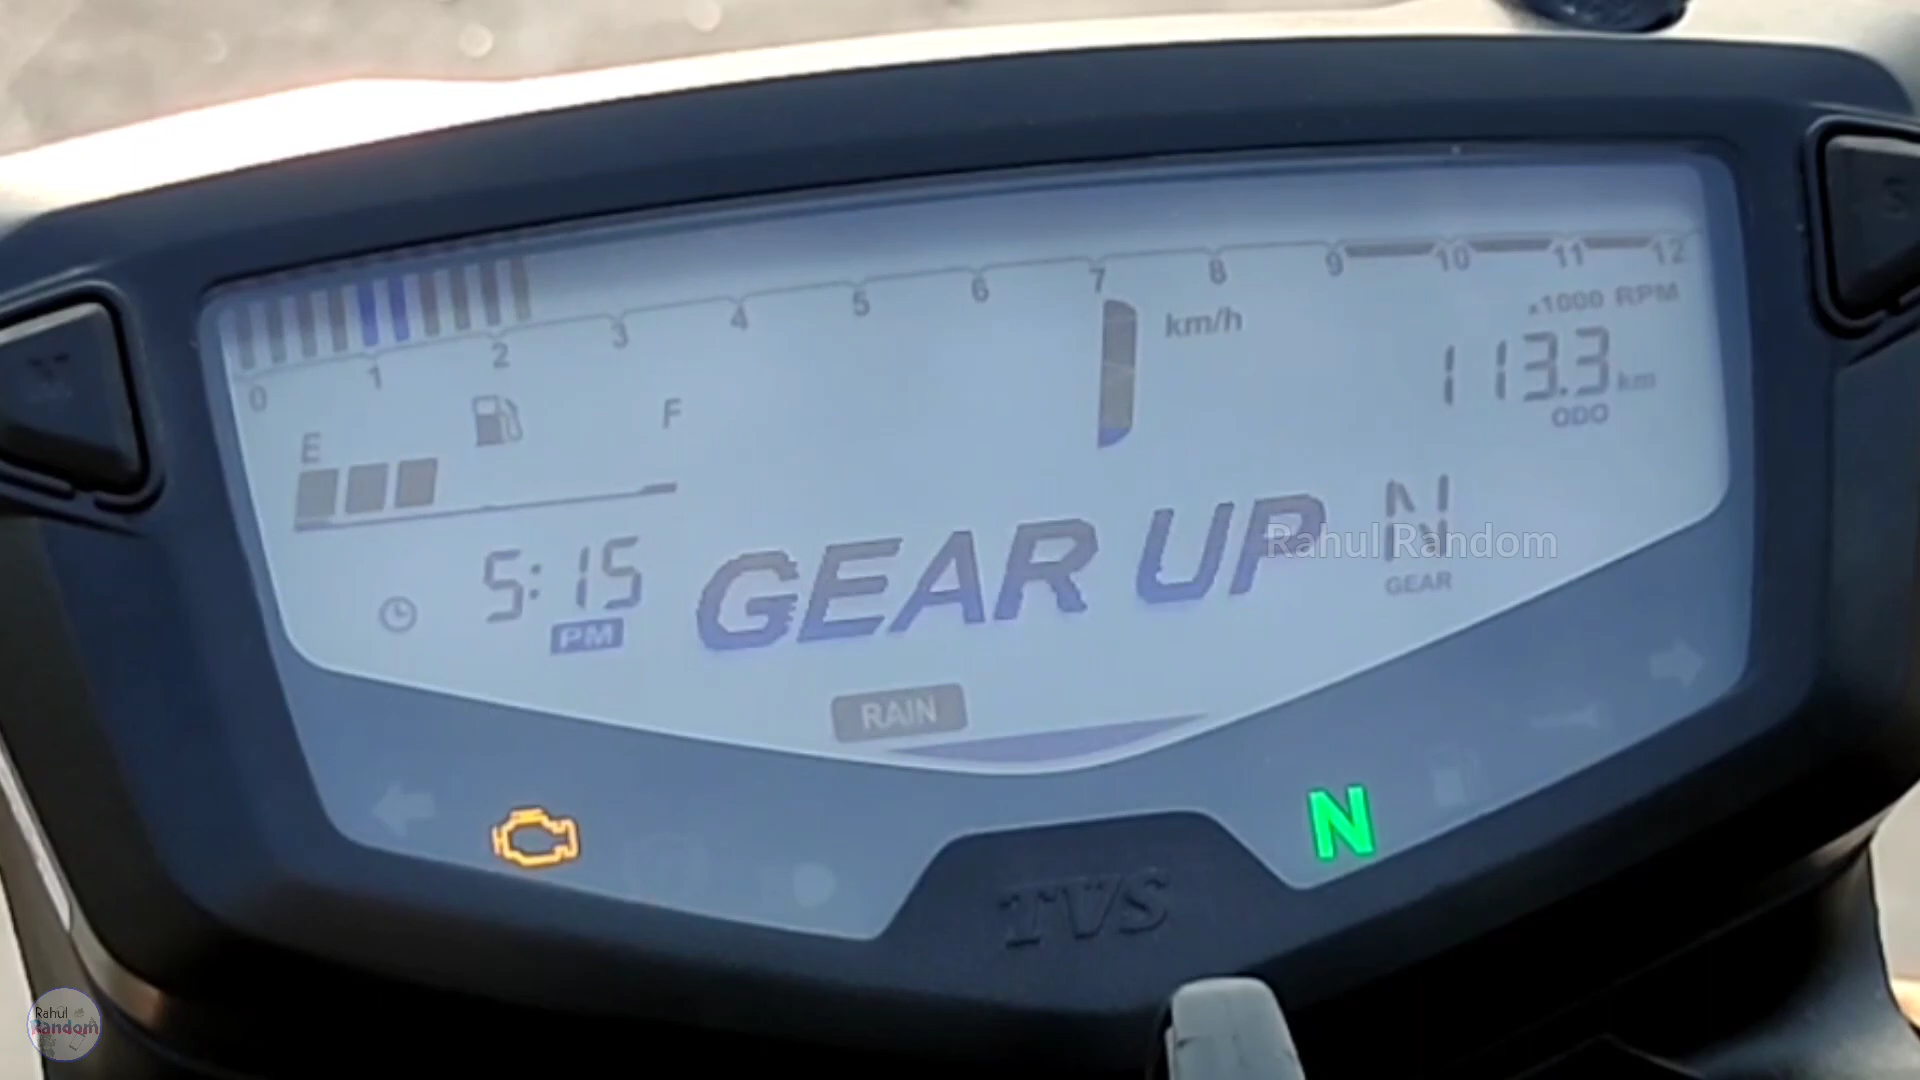 0 1 2 3 4 5 6 7 8 9 10 11 12
x1000 RPM
km/h
113.3 km
ODO
E F
5:15
PM
GEAR UP
N
GEAR
Rahul Random
RAIN
N
TVS
Rahul
Random